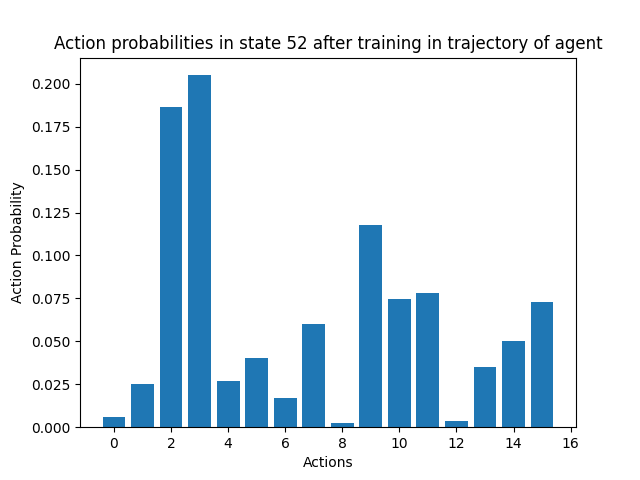 Action probabilities in state 52 after training in trajectory of agent
0.200
0.175
0.150
0.125
0.100
0.075
0.050
0.025
0.000
Action Probability
0 2 4 6 8 10 12 14 16
Actions